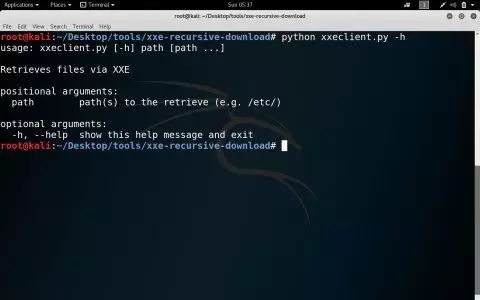 Applications ▾ Places ▾ Terminal ▾ Sun 05:37 1
root@kali: ~/Desktop/tools/xxe-recursive-download
File Edit View Search Terminal Help
root@kali:~/Desktop/tools/xxe-recursive-download# python xxeclient.py -h
usage: xxeclient.py [-h] path [path ...]
Retrieves files via XXE
positional arguments:
path path(s) to the retrieve (e.g. /etc/)
optional arguments:
-h, --help show this help message and exit
root@kali:~/Desktop/tools/xxe-recursive-download#